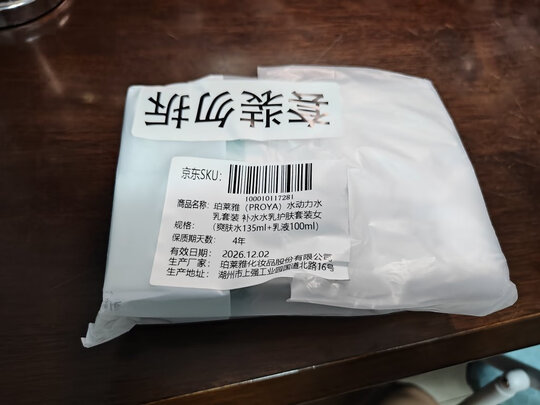 套装勿拆
京东SKU:
100010117281
商品名称: 珀莱雅 (PROYA) 水动力水
乳套装 补水水乳护肤套装女
规格: (爽肤水135ml+乳液100ml)
保质期天数: 4年
有效日期: 2026.12.02
生产厂家: 珀莱雅化妆品股份有限公司
生产地址: 湖州市上强工业园国道北路16号